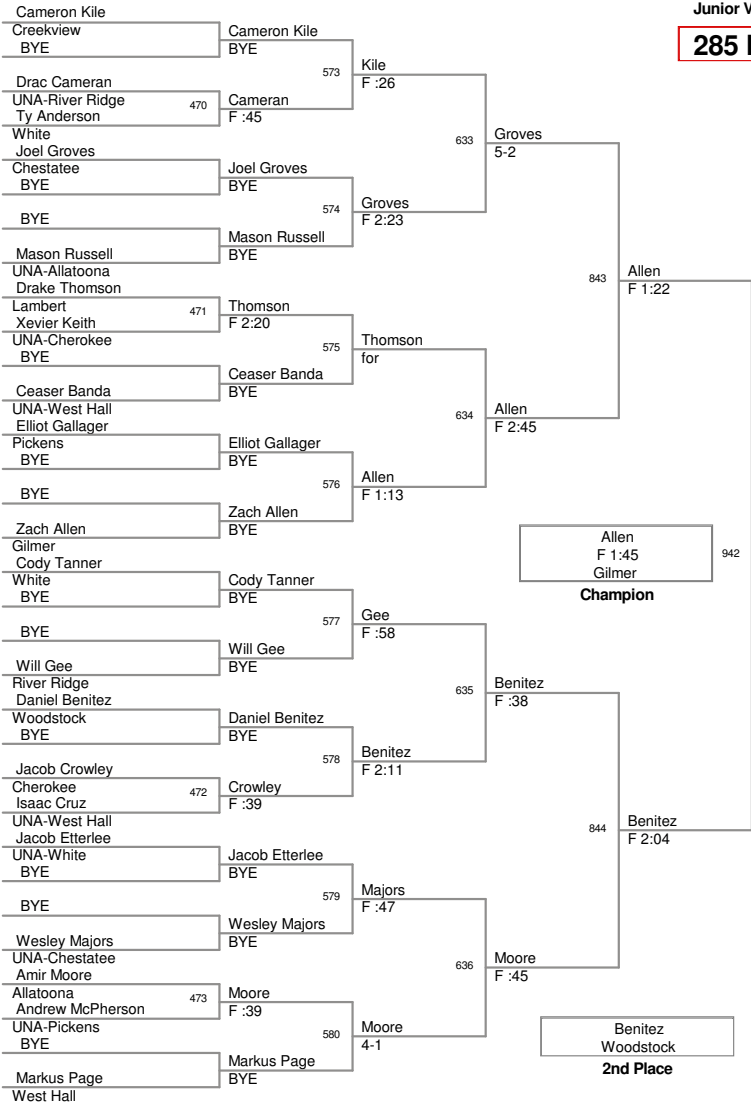 Junior V
285
Cameron Kile
Creekview
BYE
Drac Cameran
UNA-River Ridge
Ty Anderson
White
Joel Groves
Chestatee
BYE
BYE
Mason Russell
UNA-Allatoona
Drake Thomson
Lambert
Xevier Keith
UNA-Cherokee
BYE
Ceaser Banda
UNA-West Hall
Elliot Gallager
Pickens
BYE
BYE
Zach Allen
Gilmer
Cody Tanner
White
BYE
BYE
Will Gee
River Ridge
Daniel Benitez
Woodstock
BYE
Jacob Crowley
Cherokee
Isaac Cruz
UNA-West Hall
Jacob Etterlee
UNA-White
BYE
BYE
Wesley Majors
UNA-Chestatee
Amir Moore
Allatoona
Andrew McPherson
UNA-Pickens
BYE
Markus Page
West Hall
470
471
472
473
Cameron Kile
BYE
Cameran
F :45
Joel Groves
BYE
Mason Russell
BYE
Thomson
F 2:20
Ceaser Banda
BYE
Elliot Gallager
BYE
Zach Allen
BYE
Cody Tanner
BYE
Will Gee
BYE
Daniel Benitez
BYE
Crowley
F :39
Jacob Etterlee
BYE
Wesley Majors
BYE
Moore
F :39
Markus Page
BYE
573
574
575
576
577
578
579
580
Kile
F :26
Groves
F 2:23
Thomson
for
Allen
F 1:13
Gee
F :58
Benitez
F 2:11
Majors
F :47
Moore
4-1
633
634
635
636
Groves
5-2
Allen
F 2:45
Benitez
F :38
Moore
F :45
843
844
Allen
F 1:22
Benitez
F 2:04
Allen
F 1:45
Gilmer
942
Champion
Benitez
Woodstock
2nd Place